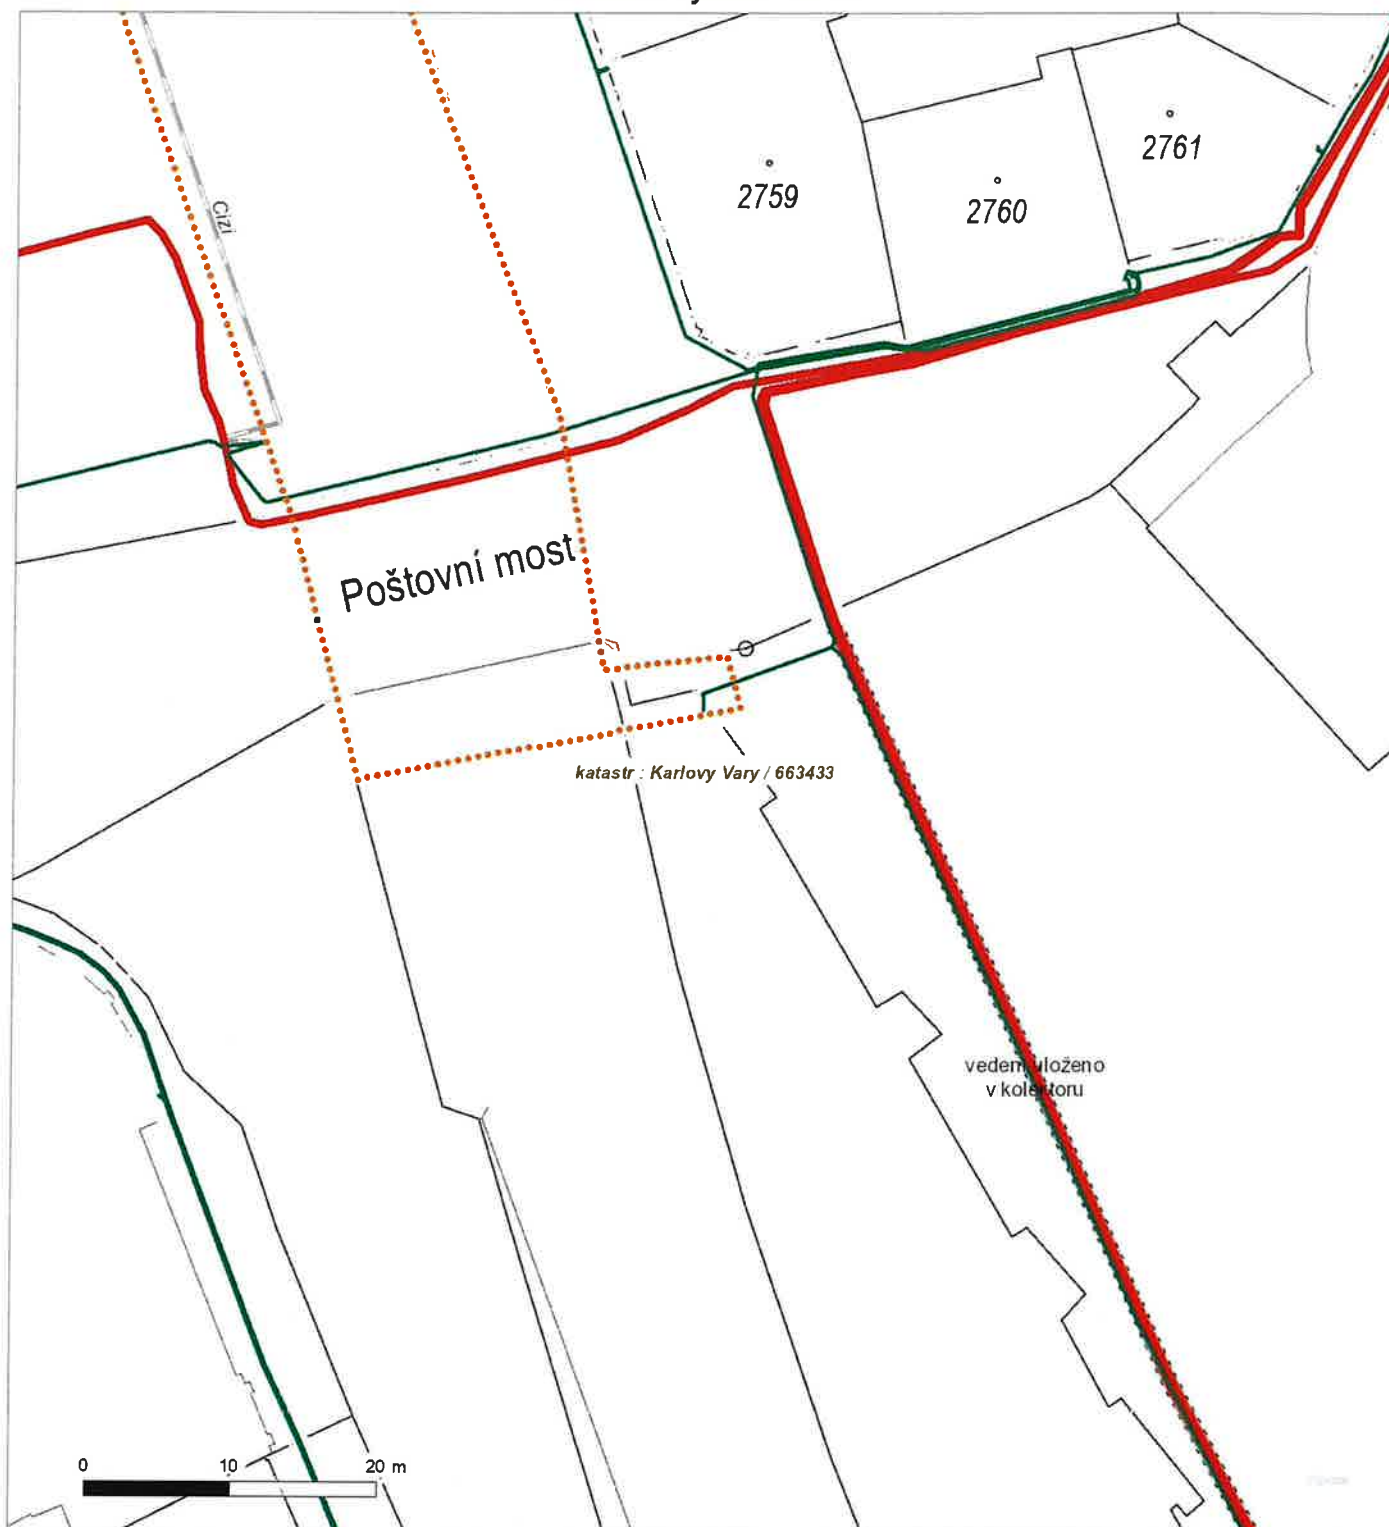 2761
2759
2760
Cizí
Poštovní most
katastr : Karlovy Vary / 663433
vedení uloženo
v kolektoru
0 10 20 m